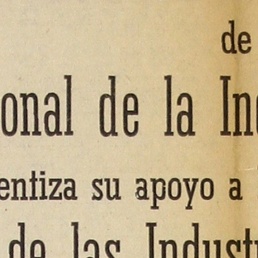 de
onal de la In
entiza su apoyo a
de las Indust